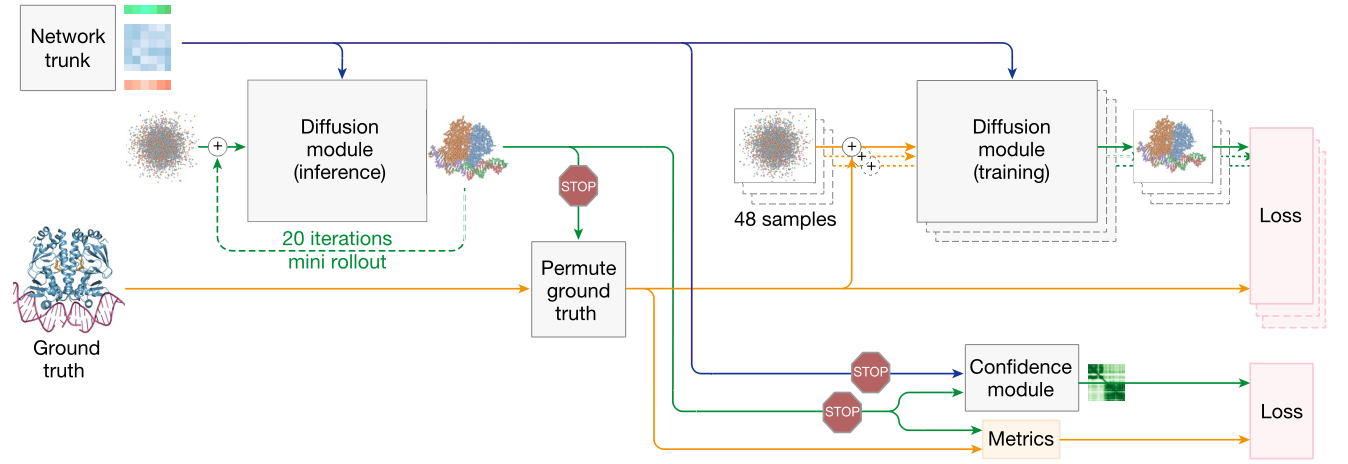 Network
trunk
Diffusion
module
(inference)
STOP
20 iterations
mini rollout
Ground
truth
Permute
ground
truth
48 samples
Diffusion
module
(training)
Loss
STOP
STOP
Confidence
module
Metrics
Loss